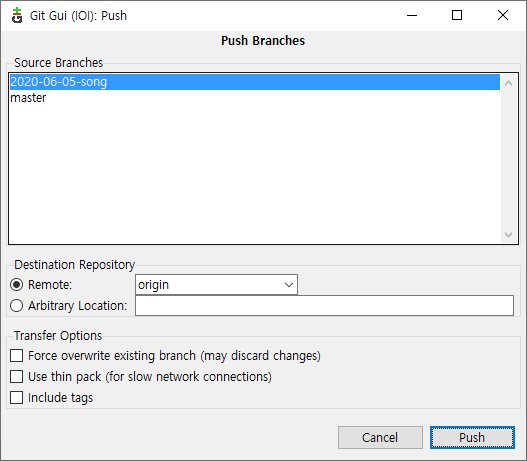 Git Gui (IOI): Push
Push Branches
Source Branches
2020-06-05-song
master
Destination Repository
Remote: origin
Arbitrary Location:
Transfer Options
Force overwrite existing branch (may discard changes)
Use thin pack (for slow network connections)
Include tags
Cancel Push